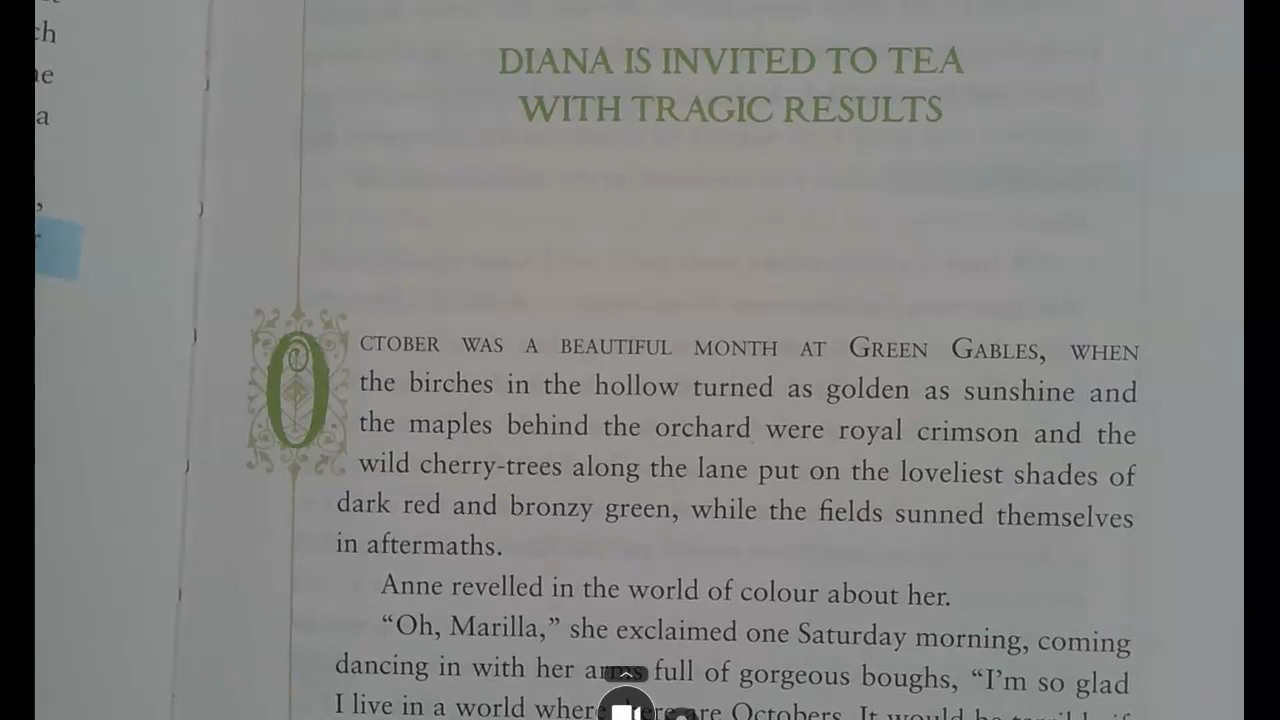 ch
ne
a
,
DIANA IS INVITED TO TEA
WITH TRAGIC RESULTS
OCTOBER WAS A BEAUTIFUL MONTH AT GREEN GABLES, WHEN
the birches in the hollow turned as golden as sunshine and
the maples behind the orchard were royal crimson and the
wild cherry-trees along the lane put on the loveliest shades of
dark red and bronzy green, while the fields sunned themselves
in aftermaths.
Anne revelled in the world of colour about her.
“Oh, Marilla,” she exclaimed one Saturday morning, coming
dancing in with her arms full of gorgeous boughs, “I’m so glad
I live in a world where there are Octobers. It would be